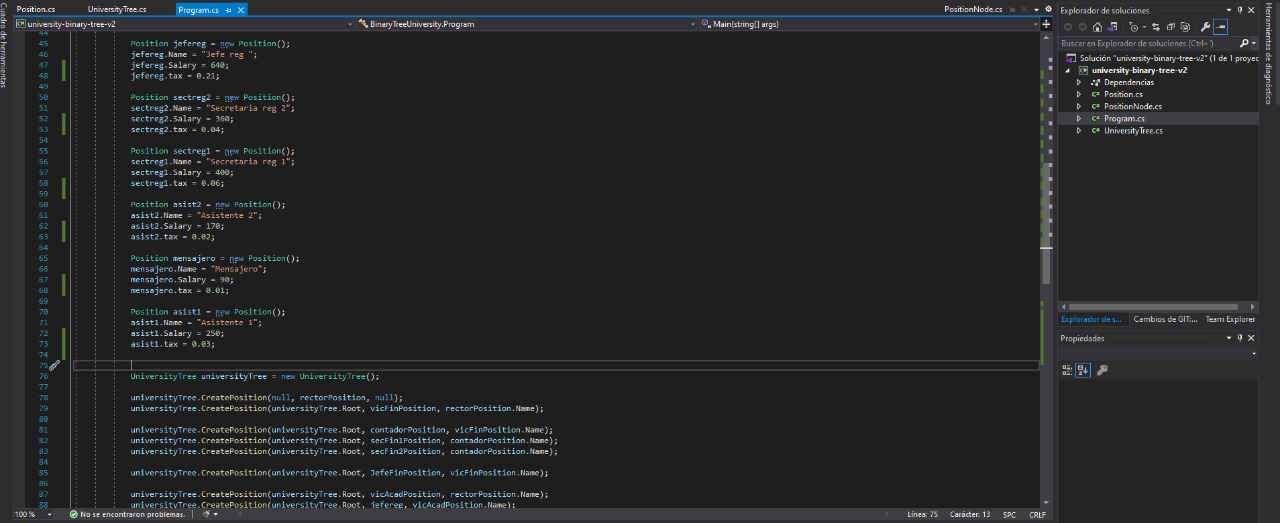 Position.cs UniversityTree.cs Program.cs PositionNode.cs
university-binary-tree-v2 BinaryTreeUniversity.Program Main(string[] args)
44
45 Position jefereg = new Position();
46 jefereg.Name = "Jefe reg ";
47 jefereg.Salary = 640;
48 jefereg.tax = 0.21;
49
50 Position sectreg2 = new Position();
51 sectreg2.Name = "Secretaria reg 2";
52 sectreg2.Salary = 360;
53 sectreg2.tax = 0.04;
54
55 Position sectreg1 = new Position();
56 sectreg1.Name = "Secretaria reg 1";
57 sectreg1.Salary = 400;
58 sectreg1.tax = 0.06;
59
60 Position asist2 = new Position();
61 asist2.Name = "Asistente 2";
62 asist2.Salary = 170;
63 asist2.tax = 0.02;
64
65 Position mensajero = new Position();
66 mensajero.Name = "Mensajero";
67 mensajero.Salary = 90;
68 mensajero.tax = 0.01;
69
70 Position asist1 = new Position();
71 asist1.Name = "Asistente 1";
72 asist1.Salary = 250;
73 asist1.tax = 0.03;
74
75
76 UniversityTree universityTree = new UniversityTree();
77
78 universityTree.CreatePosition(null, rectorPosition, null);
79 universityTree.CreatePosition(universityTree.Root, vicFinPosition, rectorPosition.Name);
80
81 universityTree.CreatePosition(universityTree.Root, contadorPosition, vicFinPosition.Name);
82 universityTree.CreatePosition(universityTree.Root, secFin1Position, contadorPosition.Name);
83 universityTree.CreatePosition(universityTree.Root, secFin2Position, contadorPosition.Name);
84
85 universityTree.CreatePosition(universityTree.Root, JefeFinPosition, vicFinPosition.Name);
86
87 universityTree.CreatePosition(universityTree.Root, vicAcadPosition, rectorPosition.Name);
88 universityTree.CreatePosition(universityTree.Root, jefereg, vicAcadPosition.Name);
100 % No se encontraron problemas. Línea: 75 Carácter: 13 SPC CRLF
Cuadro de herramientas
Explorador de soluciones
Buscar en Explorador de soluciones (Ctrl+')
Solución "university-binary-tree-v2" (1 de 1 proyec
university-binary-tree-v2
Dependencias
Position.cs
PositionNode.cs
Program.cs
UniversityTree.cs
Explorador de s... Cambios de GIT:... Team Explorer
Propiedades
Herramientas de diagnóstico